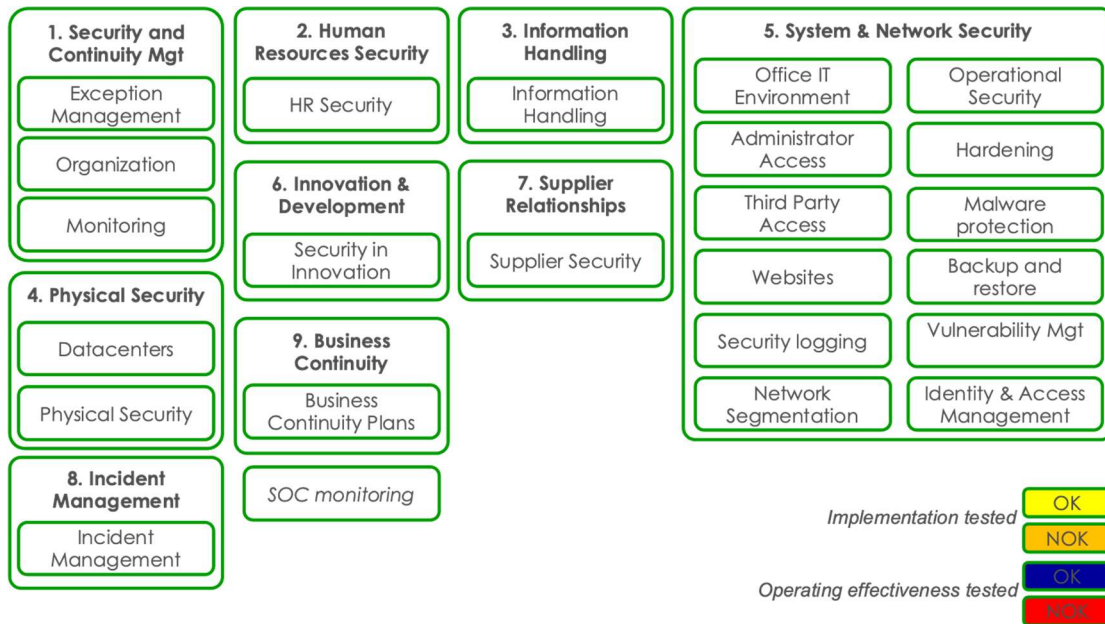 1. Security and
Continuity Mgt
Exception
Management
Organization
Monitoring
2. Human
Resources Security
HR Security
3. Information
Handling
Information
Handling
5. System & Network Security
Office IT
Environment
Operational
Security
Administrator
Access
Hardening
Third Party
Access
Malware
protection
Websites
Backup and
restore
Security logging
Vulnerability Mgt
Network
Segmentation
Identity & Access
Management
6. Innovation &
Development
Security in
Innovation
7. Supplier
Relationships
Supplier Security
4. Physical Security
Datacenters
Physical Security
9. Business
Continuity
Business
Continuity Plans
8. Incident
Management
Incident
Management
SOC monitoring
Implementation tested
OK
NOK
Operating effectiveness tested
OK
NOK